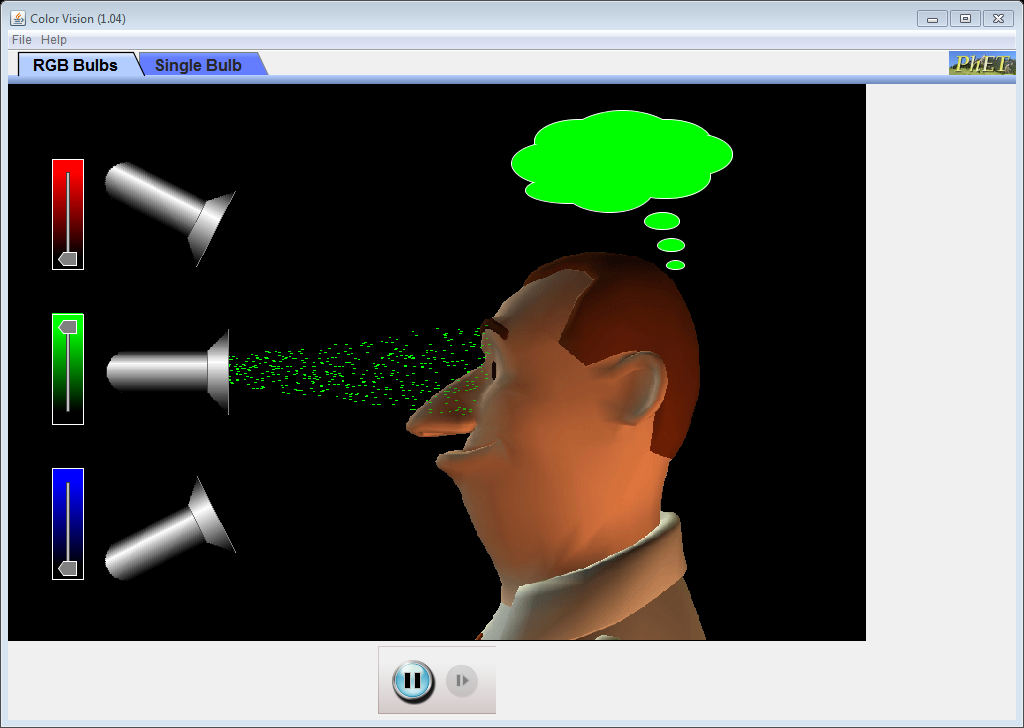 Color Vision (1.04)
File Help
RGB Bulbs Single Bulb PhET